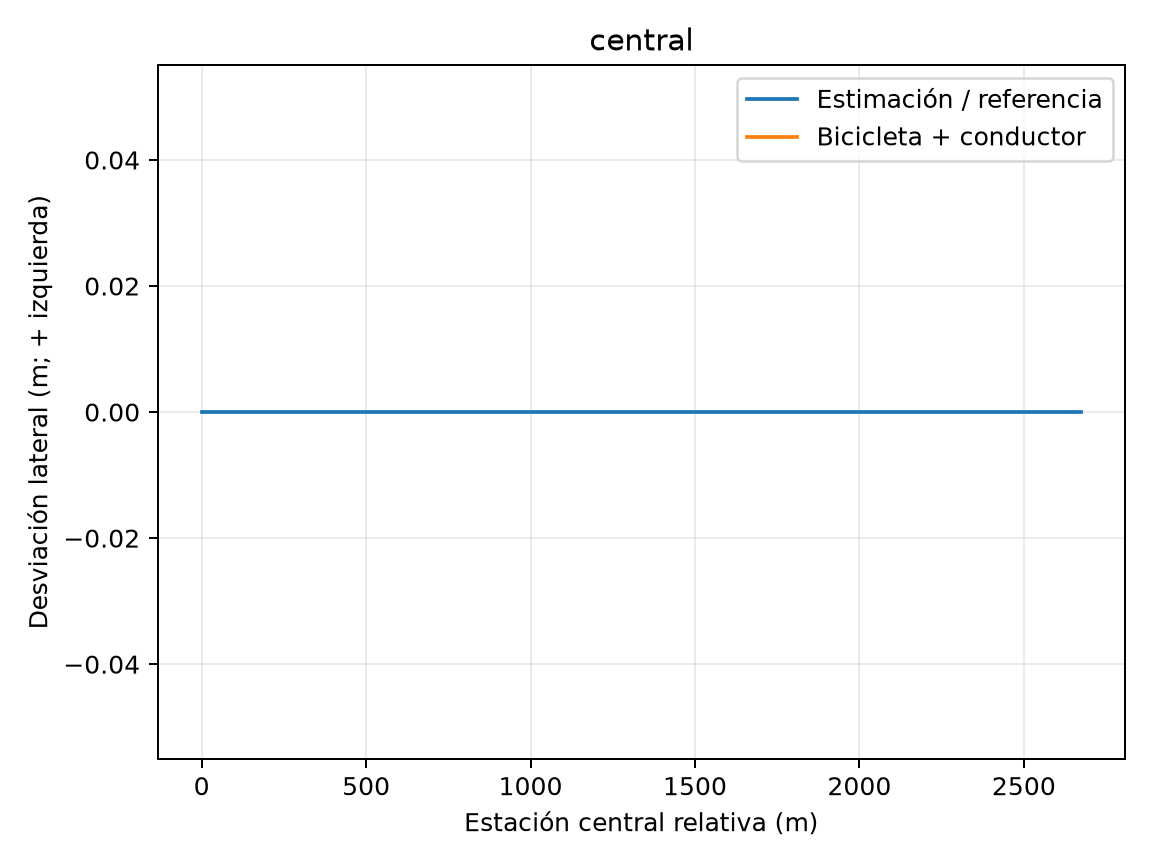 central
Estimación / referencia
Bicicleta + conductor
Desviación lateral (m; + izquierda)
0.04
0.02
0.00
−0.02
−0.04
0 500 1000 1500 2000 2500
Estación central relativa (m)